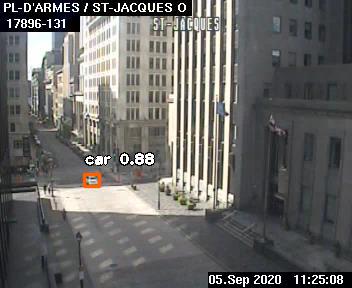 PL-D'ARMES / ST-JACQUES O
17896-131
ST-JACQUES
car 0.88
05.Sep 2020 11:25:08